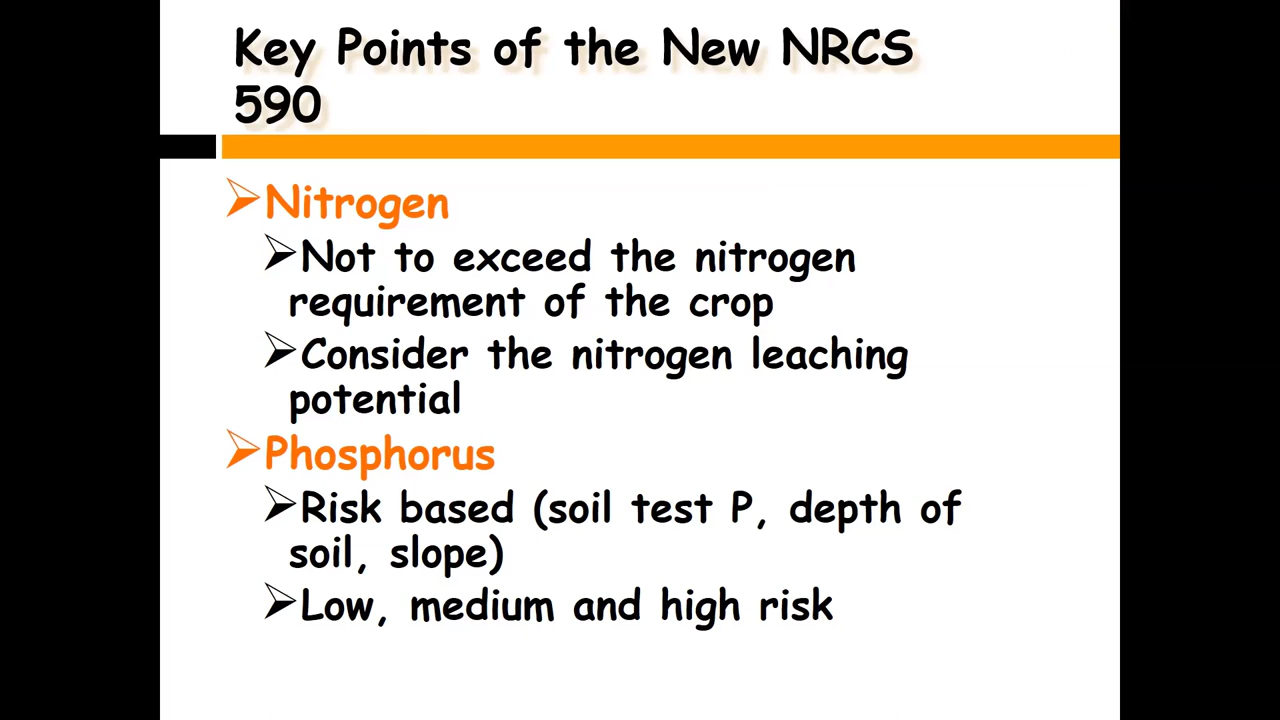 Key Points of the New NRCS
590
Nitrogen
Not to exceed the nitrogen
requirement of the crop
Consider the nitrogen leaching
potential
Phosphorus
Risk based (soil test P, depth of
soil, slope)
Low, medium and high risk